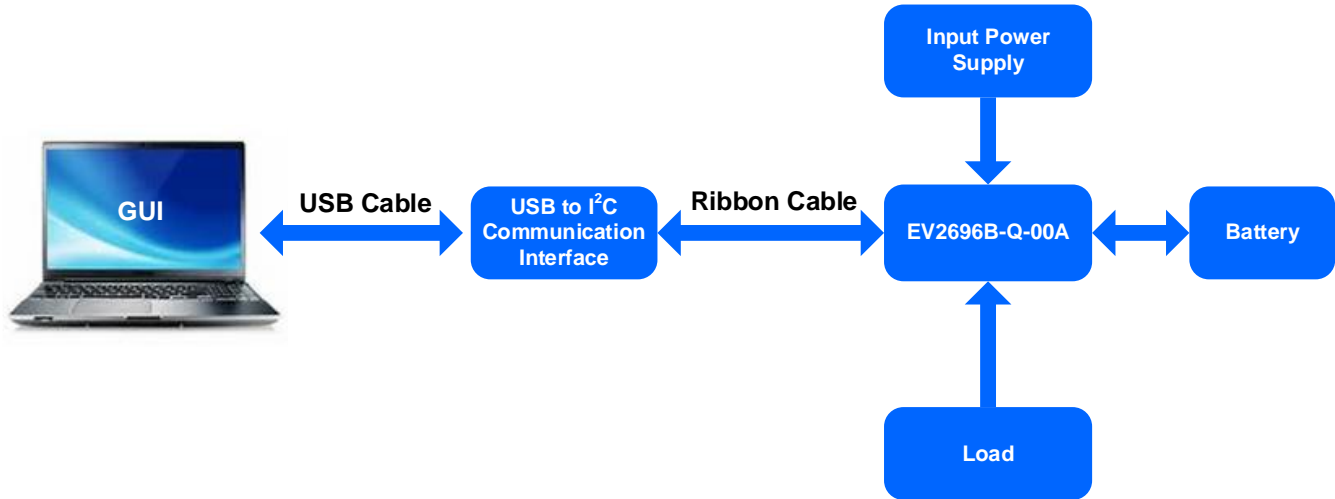 Input Power
Supply
GUI
USB Cable
USB to I²C
Communication
Interface
Ribbon Cable
EV2696B-Q-00A
Battery
Load